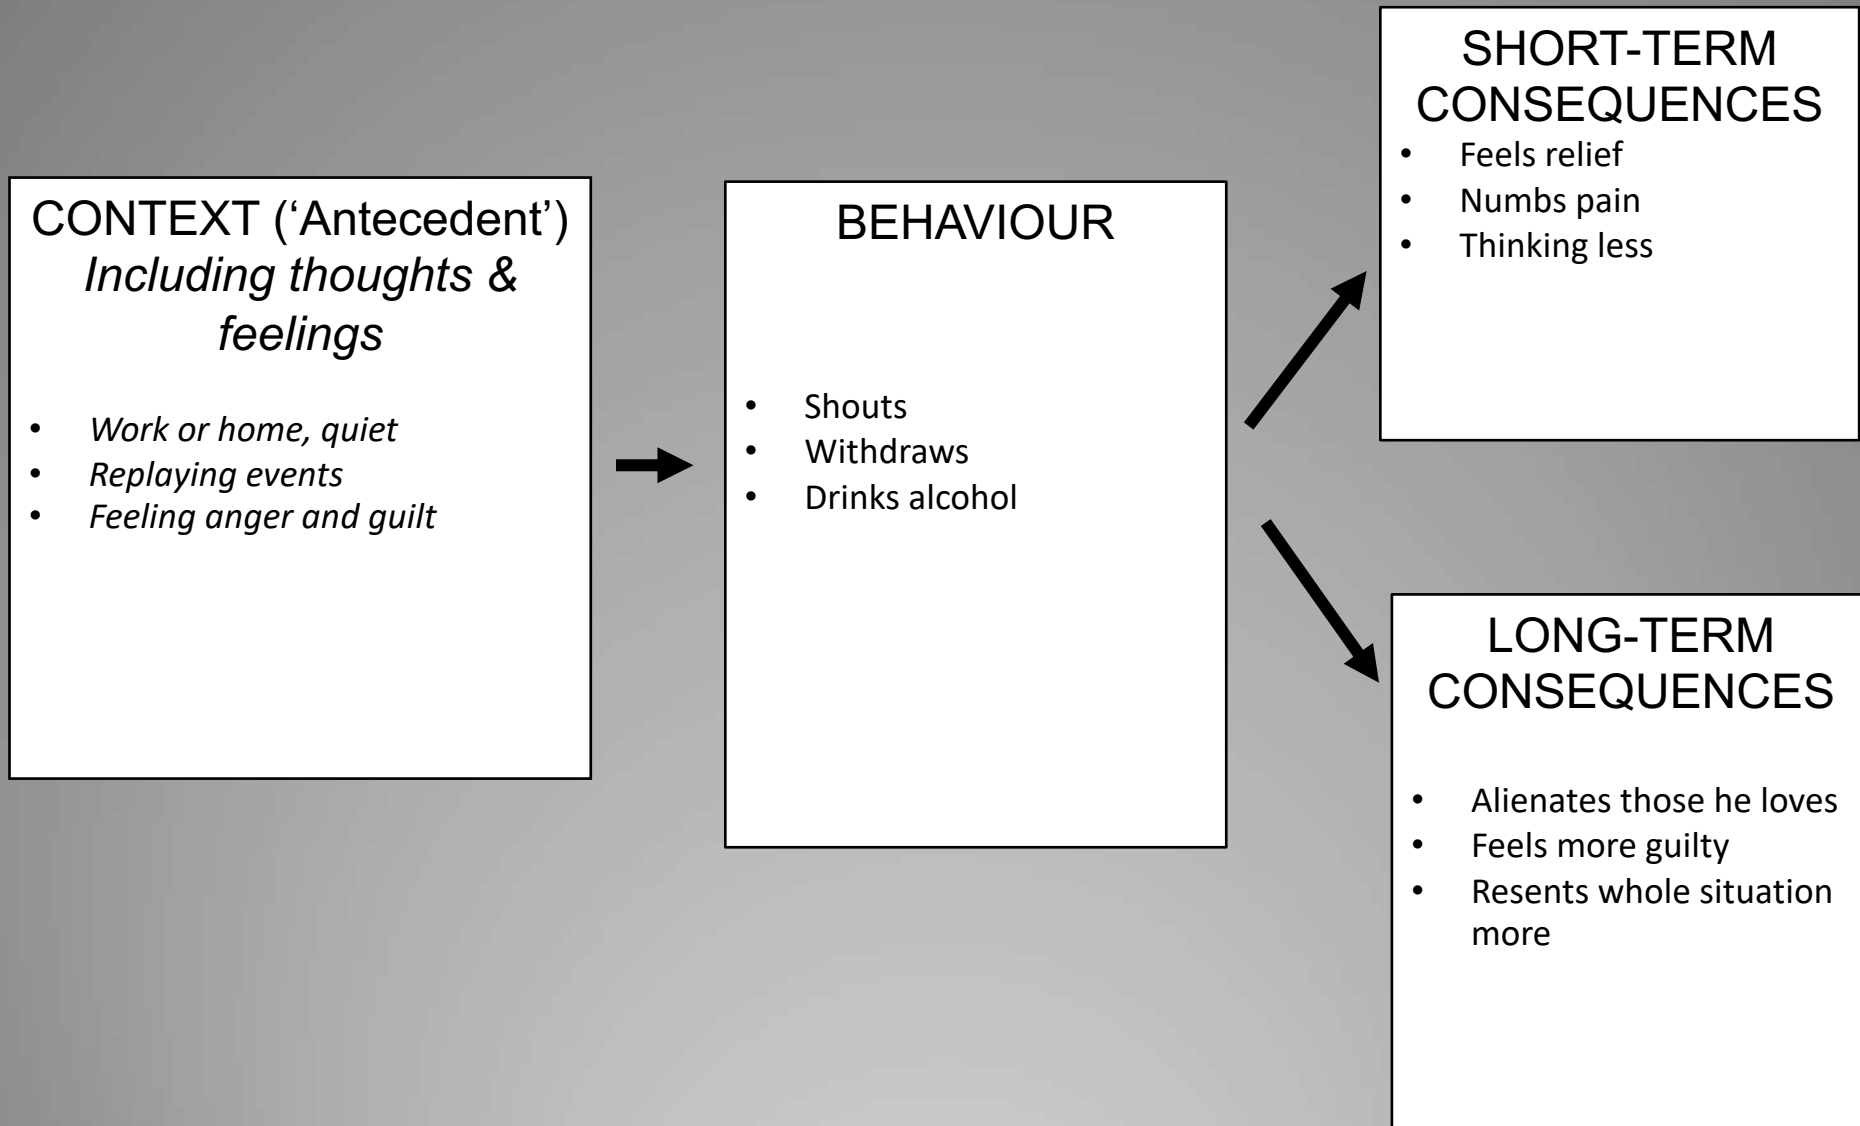 CONTEXT (‘Antecedent’)
Including thoughts &
feelings
• Work or home, quiet
• Replaying events
• Feeling anger and guilt
BEHAVIOUR
• Shouts
• Withdraws
• Drinks alcohol
SHORT-TERM
CONSEQUENCES
• Feels relief
• Numbs pain
• Thinking less
LONG-TERM
CONSEQUENCES
• Alienates those he loves
• Feels more guilty
• Resents whole situation
more